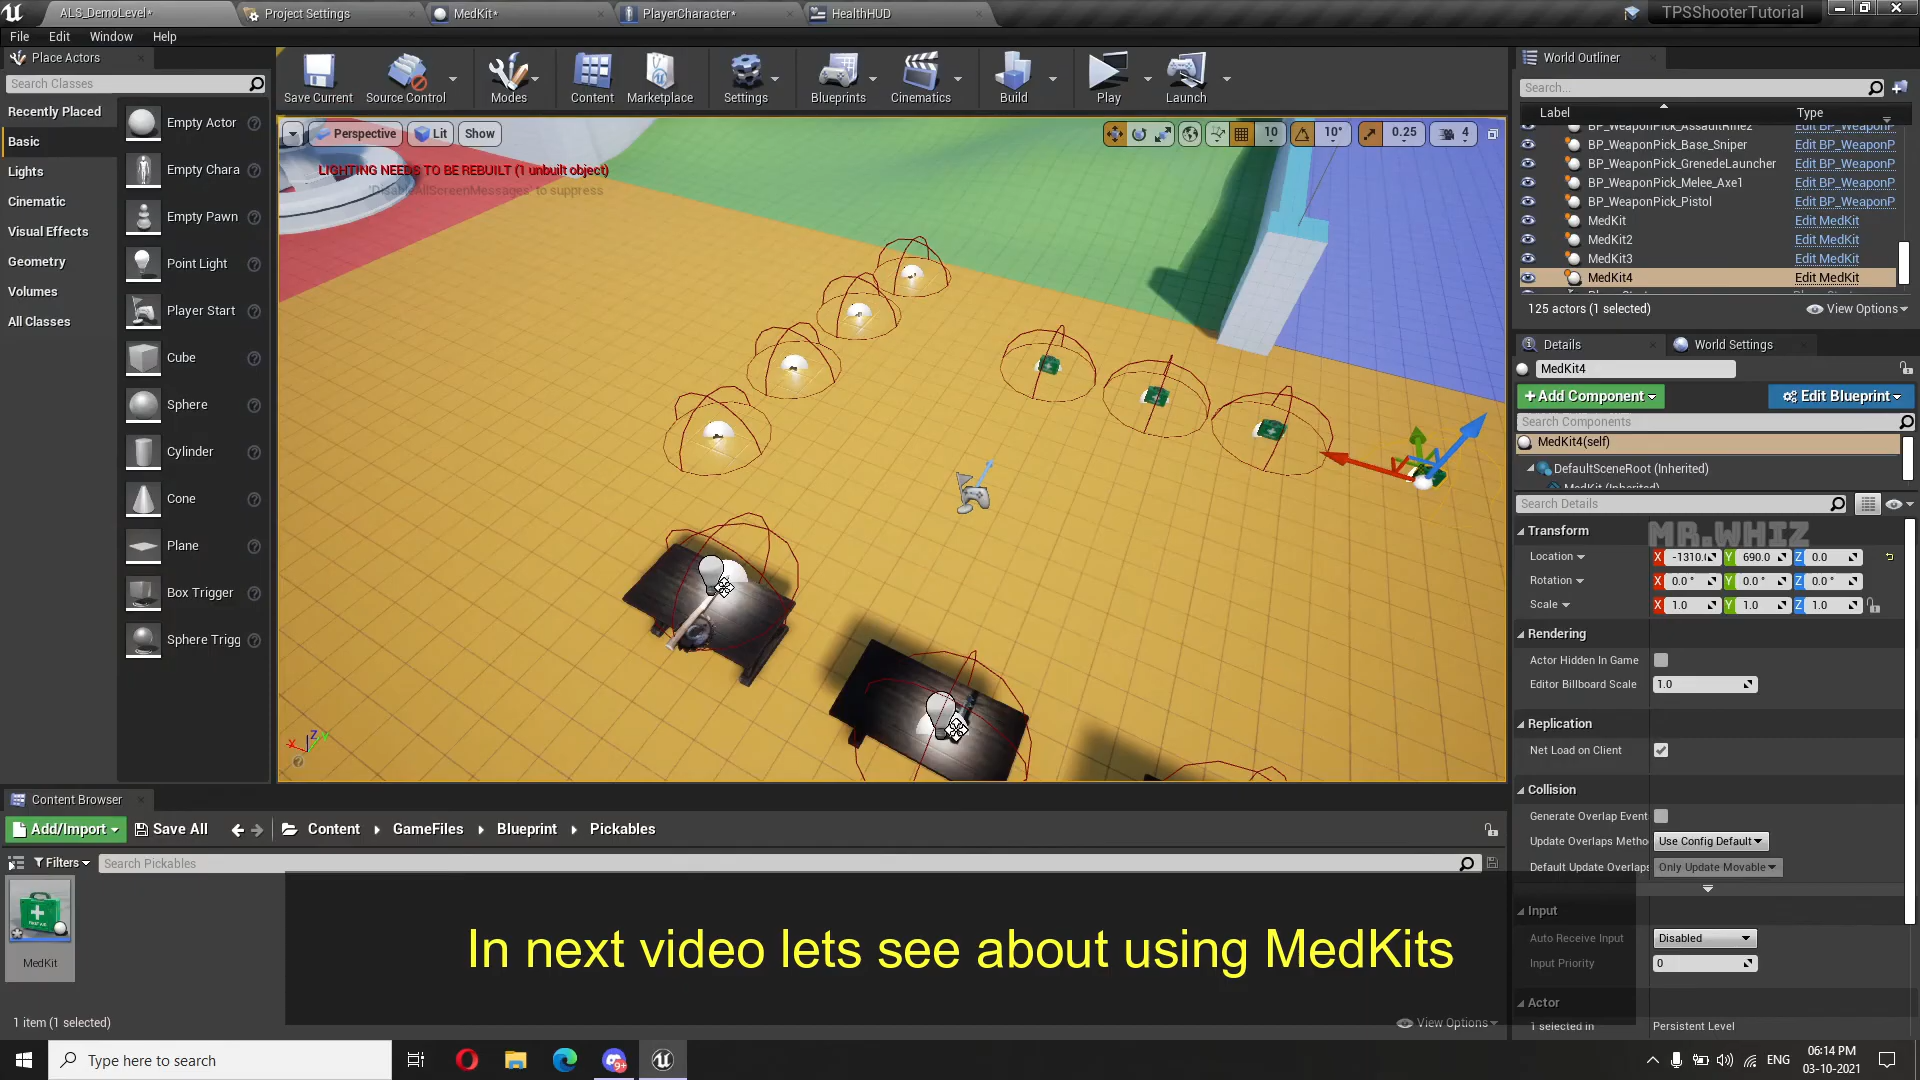 ALS_DemoLevel*
Project Settings
MedKit*
PlayerCharacter*
HealthHUD
TPSShooterTutorial
File Edit Window Help
Place Actors
Search Classes
Recently Placed
Basic
Lights
Cinematic
Visual Effects
Geometry
Volumes
All Classes
Empty Actor
Empty Chara
Empty Pawn
Point Light
Player Start
Cube
Sphere
Cylinder
Cone
Plane
Box Trigger
Sphere Trigg
Save Current
Source Control
Modes
Content
Marketplace
Settings
Blueprints
Cinematics
Build
Play
Launch
Perspective
Lit
Show
10
10°
0.25
4
LIGHTING NEEDS TO BE REBUILT (1 unbuilt object)
'DisableAllScreenMessages' to suppress
World Outliner
Search...
Label Type
BP_WeaponPick_AssaultRifle2 Edit BP_WeaponP
BP_WeaponPick_Base_Sniper Edit BP_WeaponP
BP_WeaponPick_GrenedeLauncher Edit BP_WeaponP
BP_WeaponPick_Melee_Axe1 Edit BP_WeaponP
BP_WeaponPick_Pistol Edit BP_WeaponP
MedKit Edit MedKit
MedKit2 Edit MedKit
MedKit3 Edit MedKit
MedKit4 Edit MedKit
125 actors (1 selected)
View Options
Details
World Settings
MedKit4
+Add Component
Edit Blueprint
Search Components
MedKit4(self)
DefaultSceneRoot (Inherited)
MedKit (Inherited)
Search Details
Transform
MR.WHIZ
Location X -1310.( Y 690.0 Z 0.0
Rotation X 0.0 ° Y 0.0 ° Z 0.0 °
Scale X 1.0 Y 1.0 Z 1.0
Rendering
Actor Hidden In Game
Editor Billboard Scale 1.0
Replication
Net Load on Client
Collision
Generate Overlap Event
Update Overlaps Metho Use Config Default
Default Update Overlaps Only Update Movable
Input
Auto Receive Input Disabled
Input Priority 0
Actor
1 selected in Persistent Level
X Z Y
Content Browser
Add/Import
Save All
Content
GameFiles
Blueprint
Pickables
Filters
Search Pickables
MedKit
In next video lets see about using MedKits
1 item (1 selected)
View Options
Type here to search
9+
ENG
06:14 PM
03-10-2021